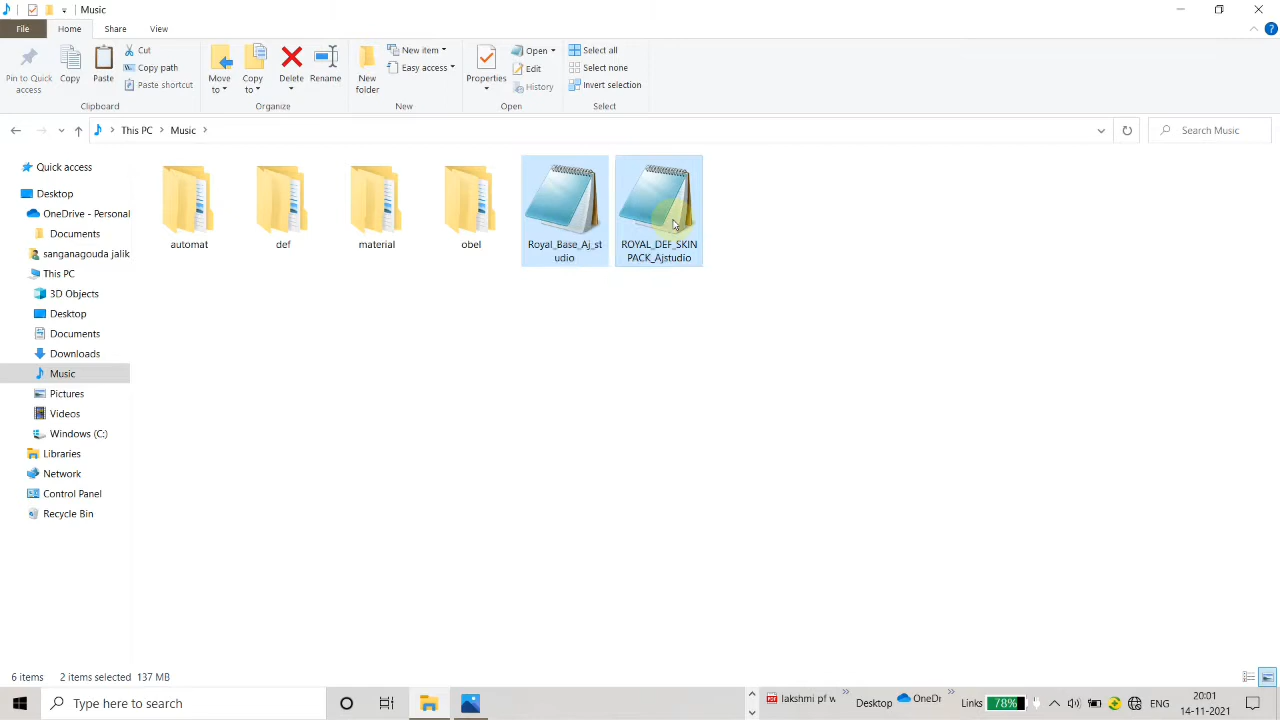 Music
File
Home
Share
View
Pin to Quick
access
Copy
Paste
Cut
Copy path
Paste shortcut
Clipboard
Move
to
Copy
to
Delete
Rename
Organize
New
folder
New item
Easy access
New
Properties
Open
Edit
History
Open
Select all
Select none
Invert selection
Select
This PC
Music
Search Music
Quick access
Desktop
OneDrive - Personal
Documents
sanganagouda jalik
This PC
3D Objects
Desktop
Documents
Downloads
Music
Pictures
Videos
Windows (C:)
Libraries
Network
Control Panel
Recycle Bin
automat
def
material
obel
Royal_Base_Aj_st
udio
ROYAL_DEF_SKIN
PACK_Ajstudio
6 items
2 items selected 137 MB
Type here to search
lakshmi pf w
Desktop
OneDr
Links
78%
ENG
20:01
14-11-2021